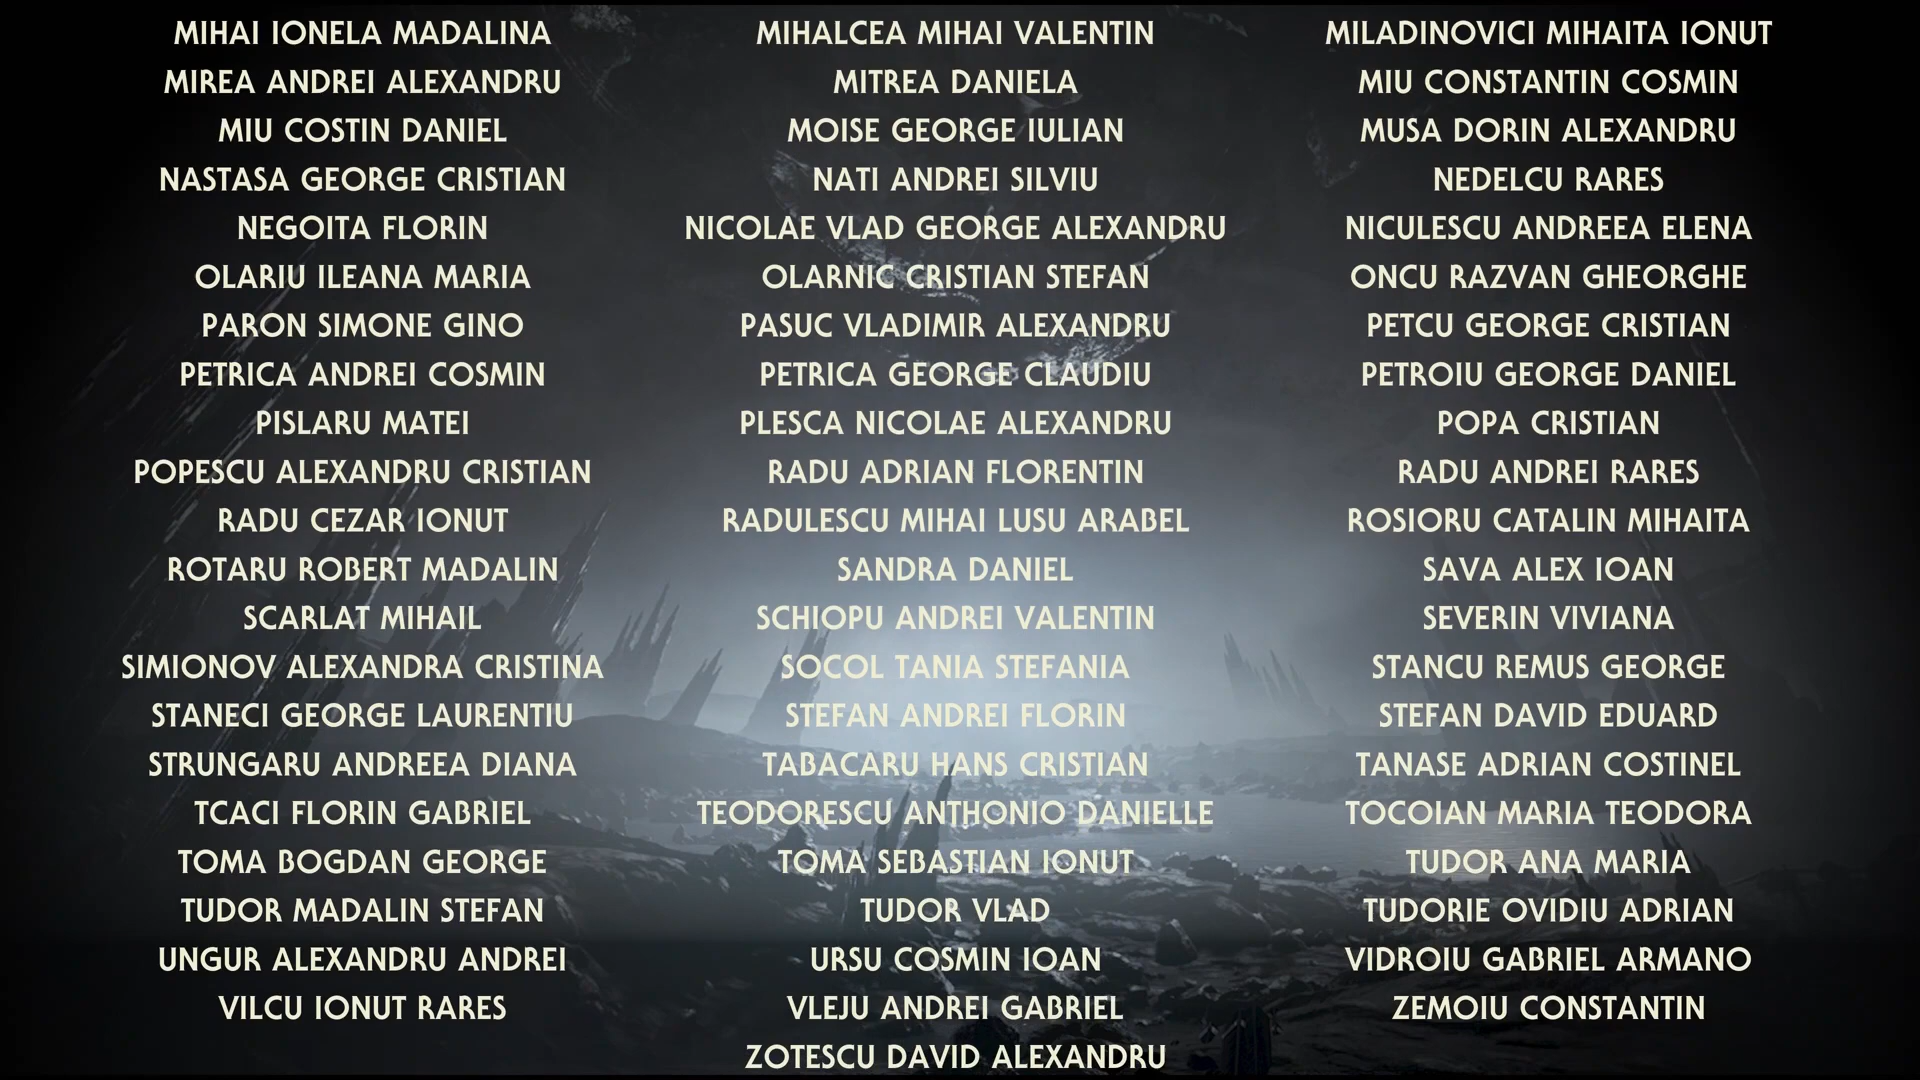 MIHAI IONELA MADALINA MIHALCEA MIHAI VALENTIN MILADINOVICI MIHAITA IONUT
MIREA ANDREI ALEXANDRU MITREA DANIELA MIU CONSTANTIN COSMIN
MIU COSTIN DANIEL MOISE GEORGE IULIAN MUSA DORIN ALEXANDRU
NASTASA GEORGE CRISTIAN NATI ANDREI SILVIU NEDELCU RARES
NEGOITA FLORIN NICOLAE VLAD GEORGE ALEXANDRU NICULESCU ANDREEA ELENA
OLARIU ILEANA MARIA OLARNIC CRISTIAN STEFAN ONCU RAZVAN GHEORGHE
PARON SIMONE GINO PASUC VLADIMIR ALEXANDRU PETCU GEORGE CRISTIAN
PETRICA ANDREI COSMIN PETRICA GEORGE CLAUDIU PETROIU GEORGE DANIEL
PISLARU MATEI PLESCA NICOLAE ALEXANDRU POPA CRISTIAN
POPESCU ALEXANDRU CRISTIAN RADU ADRIAN FLORENTIN RADU ANDREI RARES
RADU CEZAR IONUT RADULESCU MIHAI LUSU ARABEL ROSIORU CATALIN MIHAITA
ROTARU ROBERT MADALIN SANDRA DANIEL SAVA ALEX IOAN
SCARLAT MIHAIL SCHIOPU ANDREI VALENTIN SEVERIN VIVIANA
SIMIONOV ALEXANDRA CRISTINA SOCOL TANIA STEFANIA STANCU REMUS GEORGE
STANECI GEORGE LAURENTIU STEFAN ANDREI FLORIN STEFAN DAVID EDUARD
STRUNGARU ANDREEA DIANA TABACARU HANS CRISTIAN TANASE ADRIAN COSTINEL
TCACI FLORIN GABRIEL TEODORESCU ANTHONIO DANIELLE TOCOIAN MARIA TEODORA
TOMA BOGDAN GEORGE TOMA SEBASTIAN IONUT TUDOR ANA MARIA
TUDOR MADALIN STEFAN TUDOR VLAD TUDORIE OVIDIU ADRIAN
UNGUR ALEXANDRU ANDREI URSU COSMIN IOAN VIDROIU GABRIEL ARMANO
VILCU IONUT RARES VLEJU ANDREI GABRIEL ZEMOIU CONSTANTIN
ZOTESCU DAVID ALEXANDRU